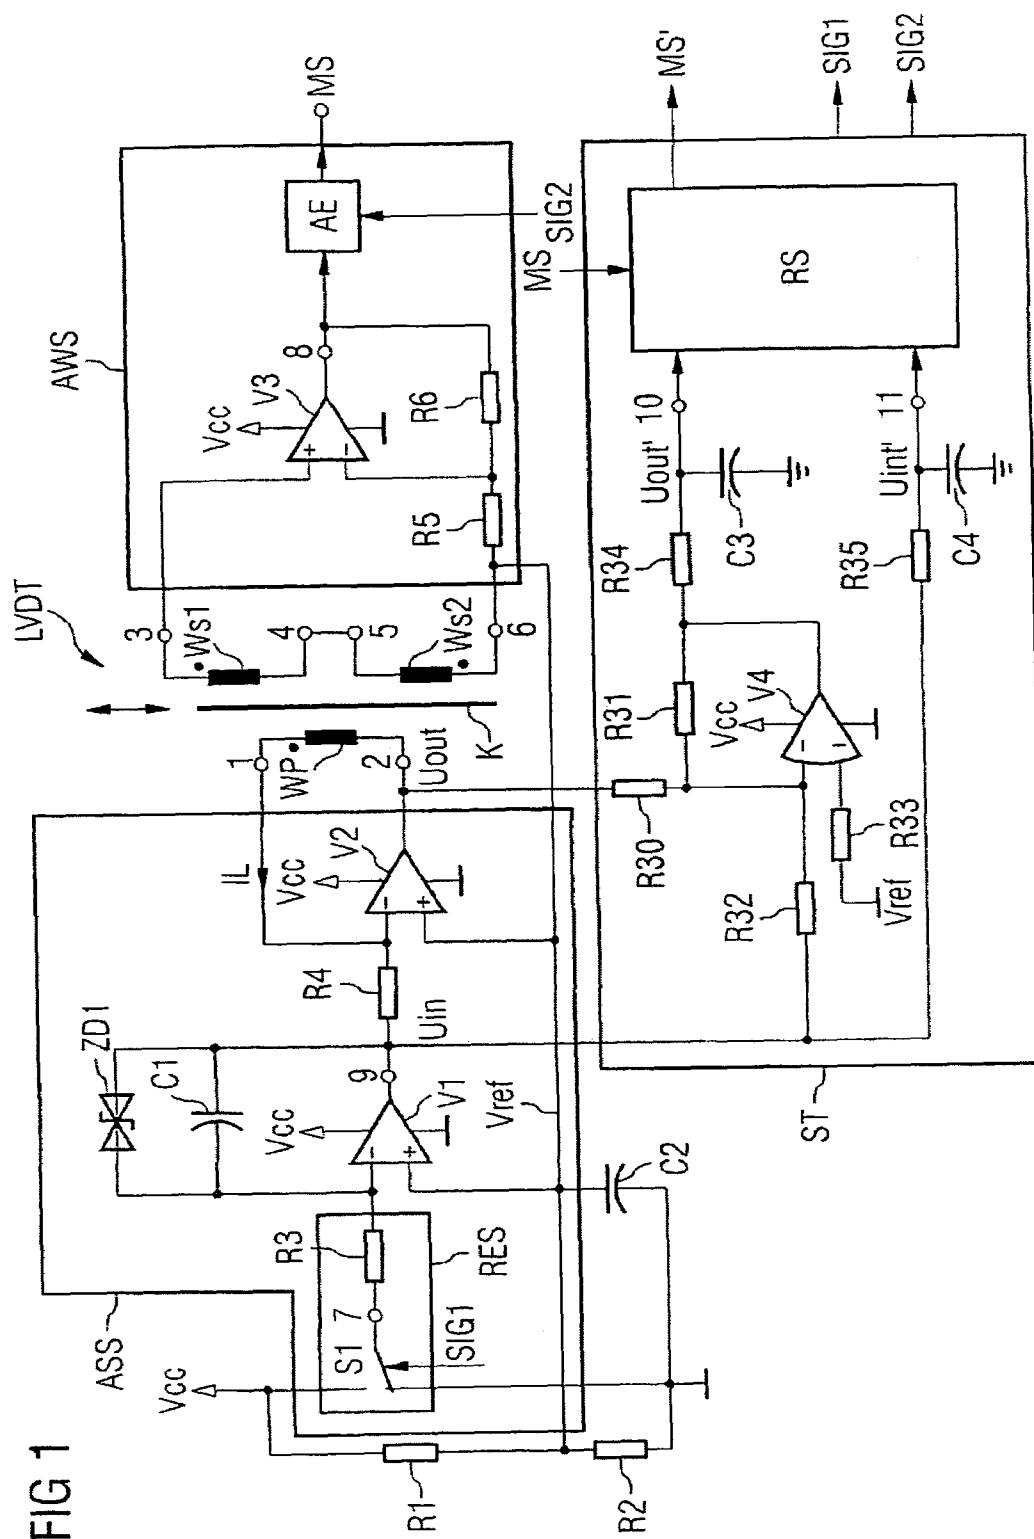 FIG 1
LVDT
AWS
ASS
Vcc
R1
R2
S1
7
R3
SIG1
RES
ZD1
C1
Vcc
9
-
+
V1
Uin
R4
Vref
C2
IL
Vcc
V2
-
+
1
WP
2
Uout
K
3
Ws1
4
5
Ws2
6
Vcc
V3
+
-
8
R5
R6
AE
MS
SIG2
ST
R30
R31
R32
R33
Vref
Vcc
V4
R34
R35
Uout'
C3
10
Uint'
C4
11
MS
RS
MS'
SIG1
SIG2